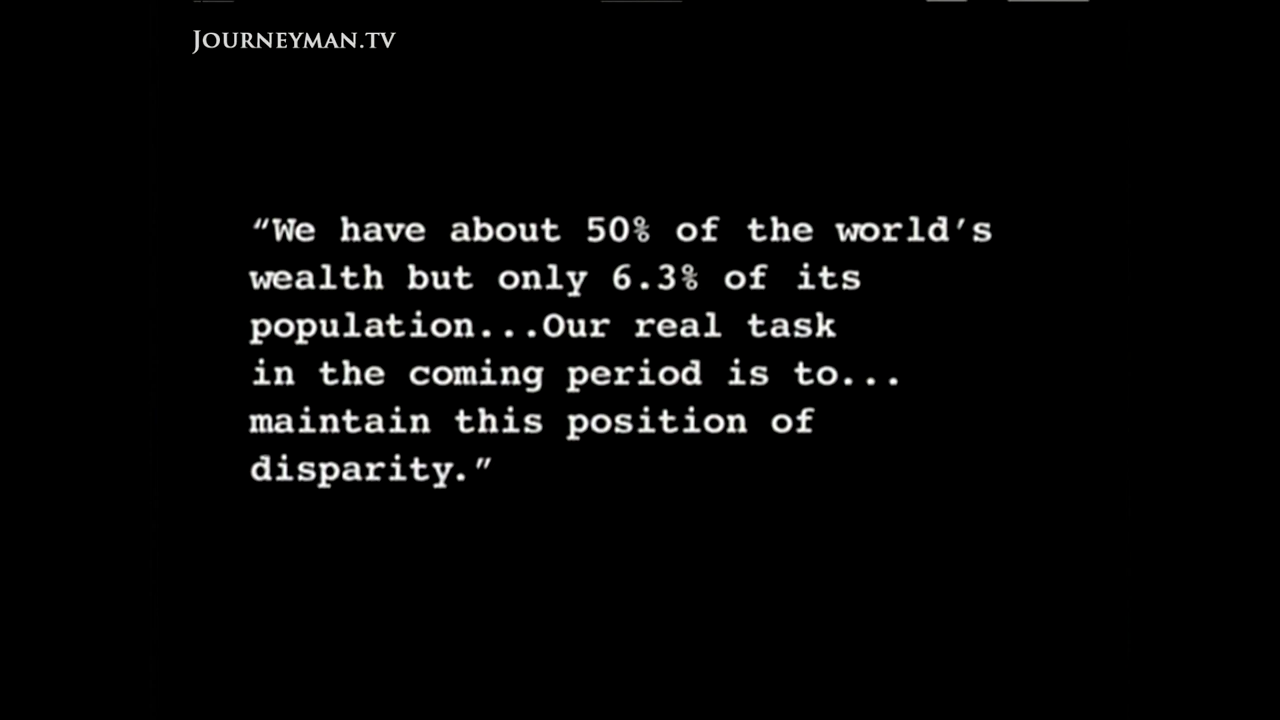 JOURNEYMAN.TV
“We have about 50% of the world’s
wealth but only 6.3% of its
population...Our real task
in the coming period is to...
maintain this position of
disparity.”